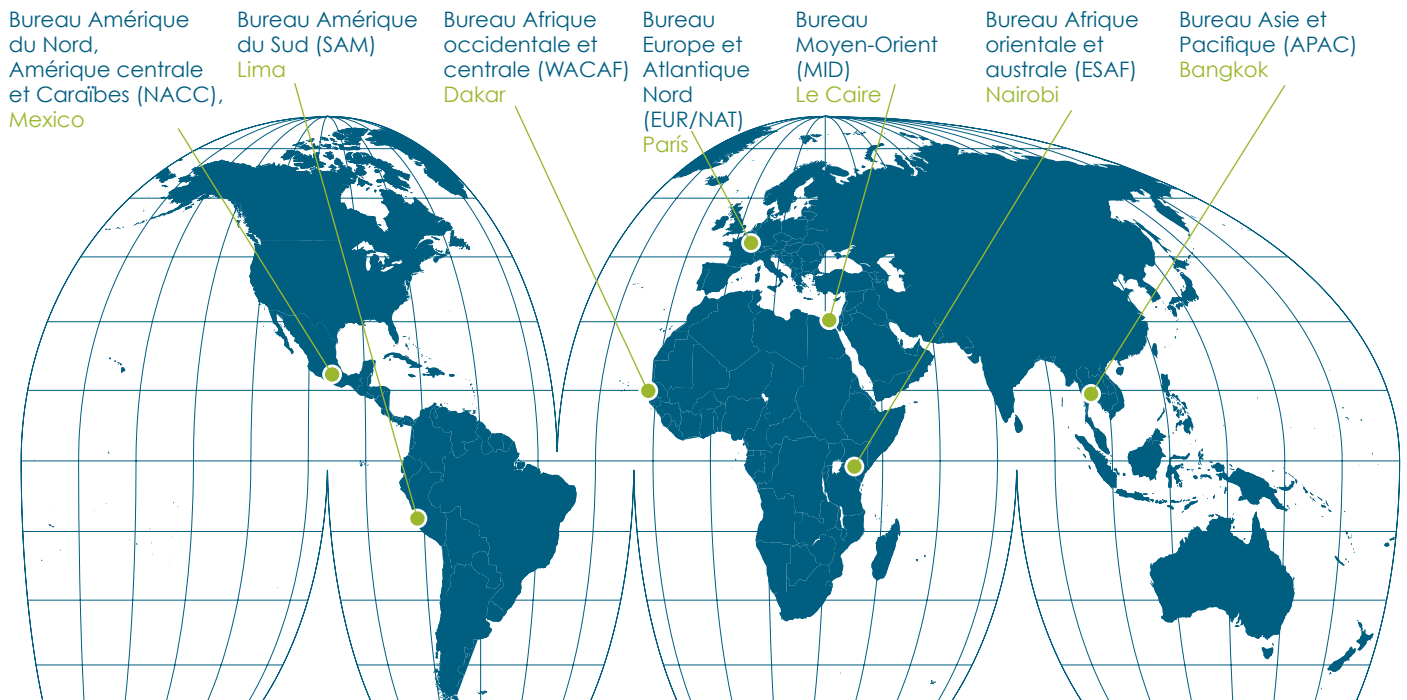 Bureau Amérique
du Nord,
Amérique centrale
et Caraïbes (NACC),
Mexico
Bureau Amérique
du Sud (SAM)
Lima
Bureau Afrique
occidentale et
centrale (WACAF)
Dakar
Bureau
Europe et
Atlantique
Nord
(EUR/NAT)
París
Bureau
Moyen-Orient
(MID)
Le Caire
Bureau Afrique
orientale et
australe (ESAF)
Nairobi
Bureau Asie et
Pacifique (APAC)
Bangkok